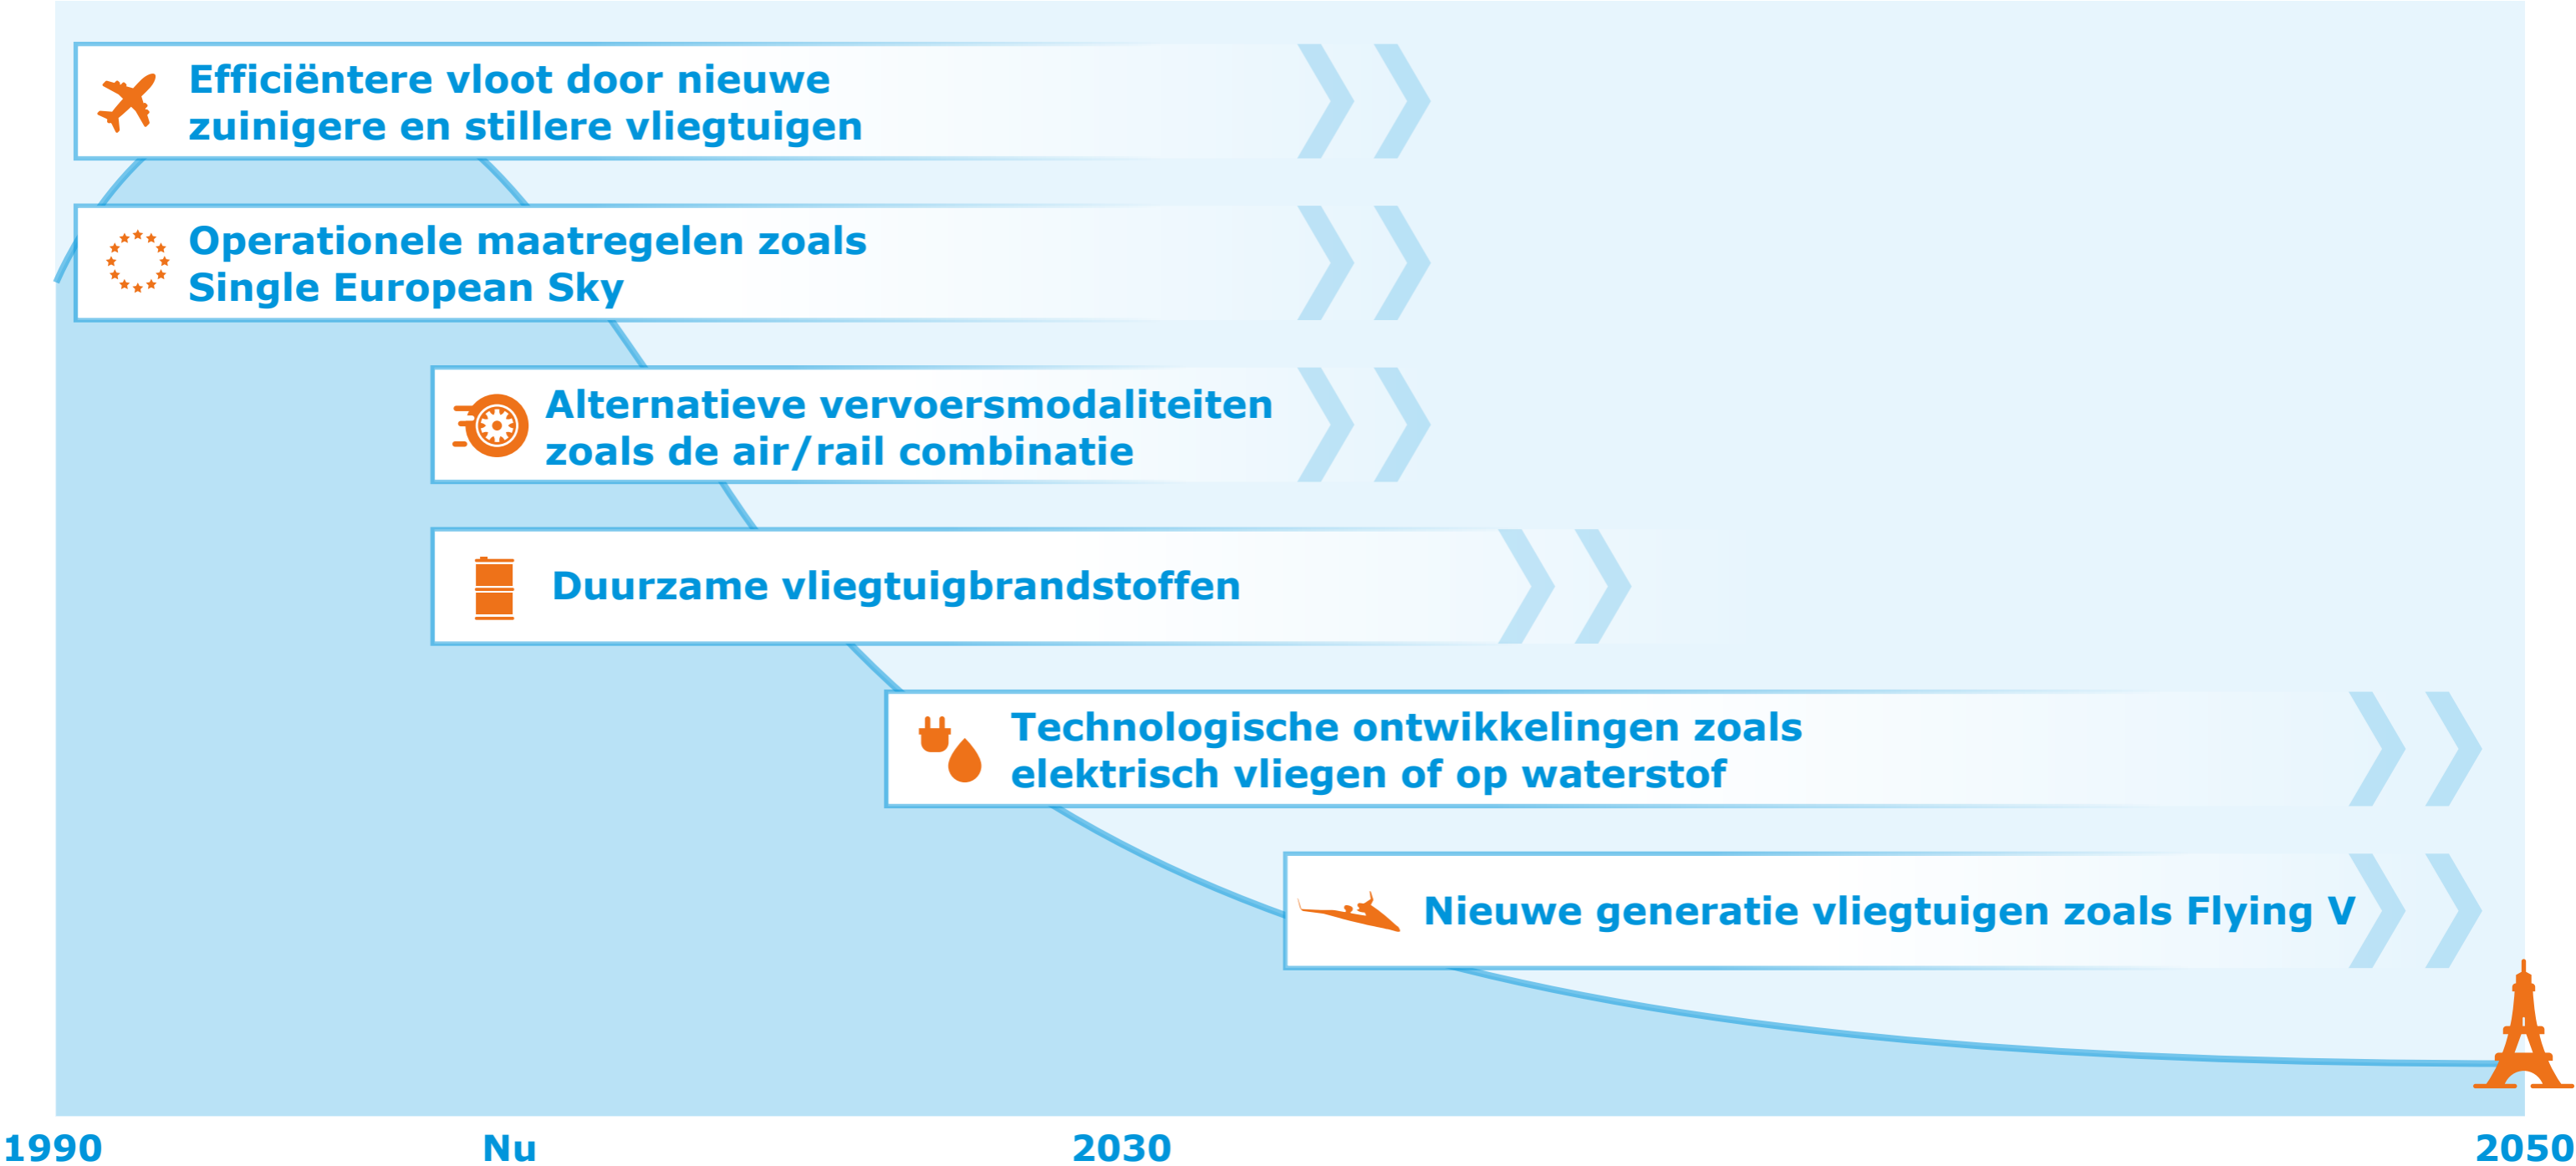 Efficiëntere vloot door nieuwe
zuinigere en stillere vliegtuigen
Operationele maatregelen zoals
Single European Sky
Alternatieve vervoersmodaliteiten
zoals de air/rail combinatie
Duurzame vliegtuigbrandstoffen
Technologische ontwikkelingen zoals
elektrisch vliegen of op waterstof
Nieuwe generatie vliegtuigen zoals Flying V
1990 Nu 2030 2050